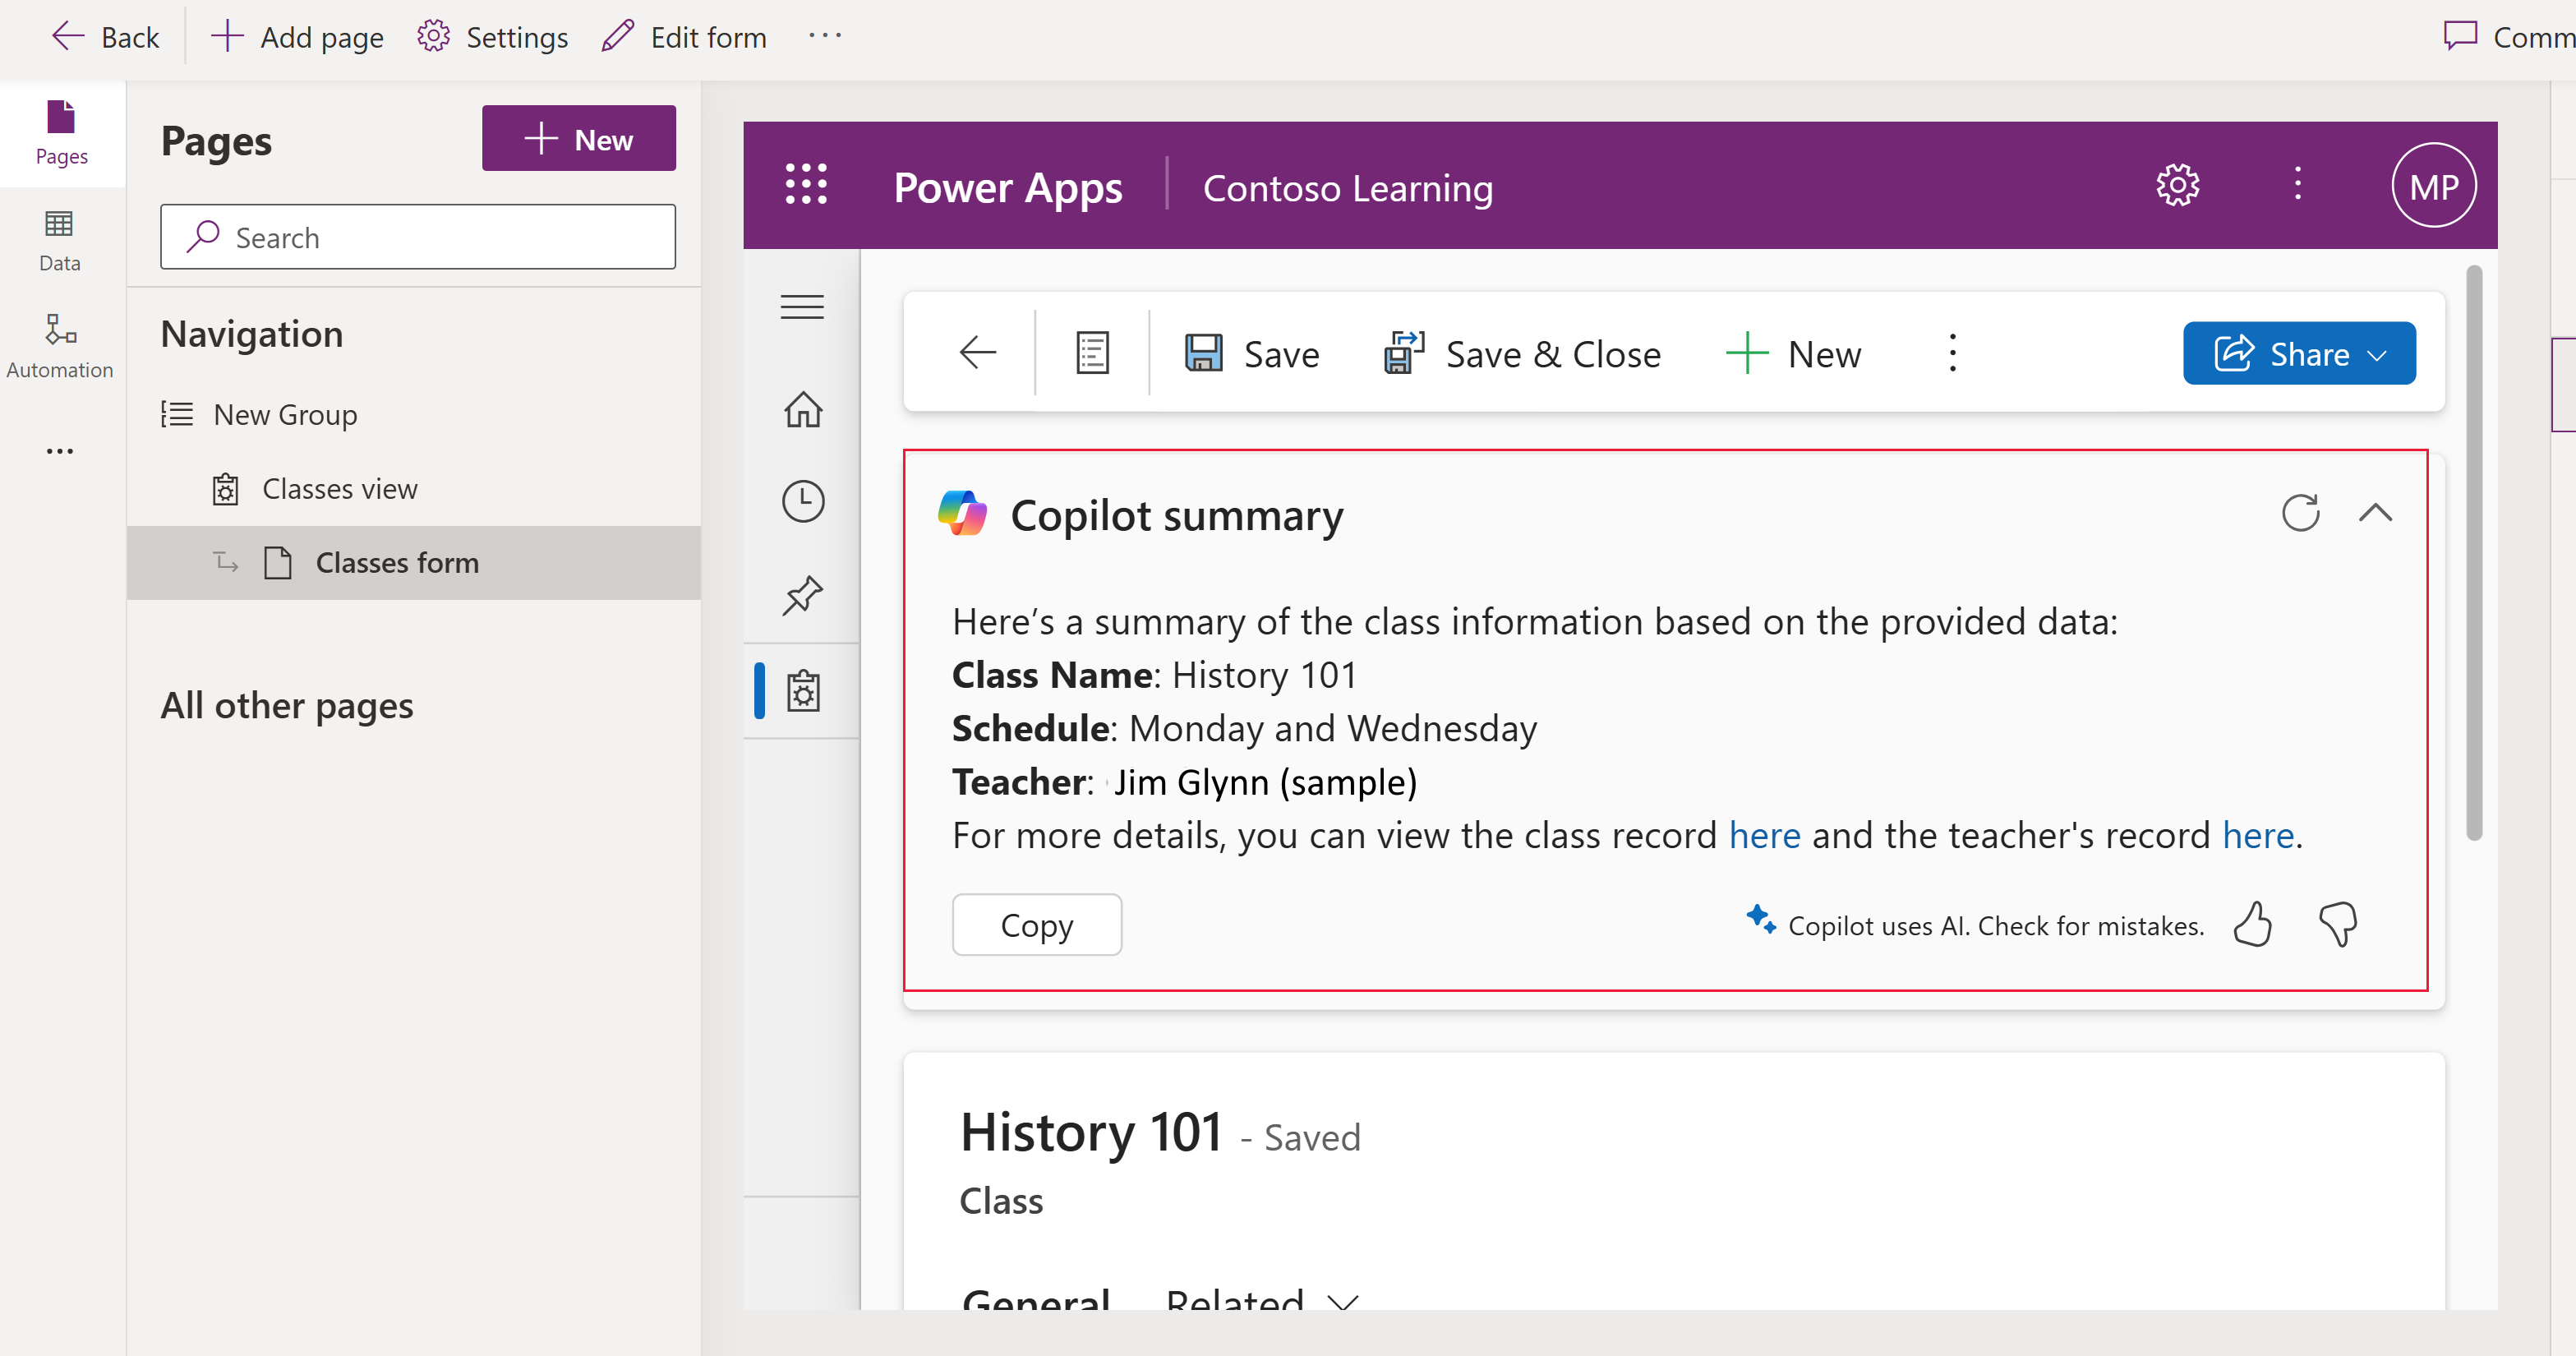 Back
Add page
Settings
Edit form
Pages
Data
Automation
Pages
New
Search
Navigation
New Group
Classes view
Classes form
All other pages
Power Apps
Contoso Learning
MP
Save
Save & Close
New
Share
Copilot summary
Here’s a summary of the class information based on the provided data:
Class Name: History 101
Schedule: Monday and Wednesday
Teacher: Jim Glynn (sample)
For more details, you can view the class record here and the teacher's record here.
Copy
Copilot uses AI. Check for mistakes.
History 101 - Saved
Class
General
Related